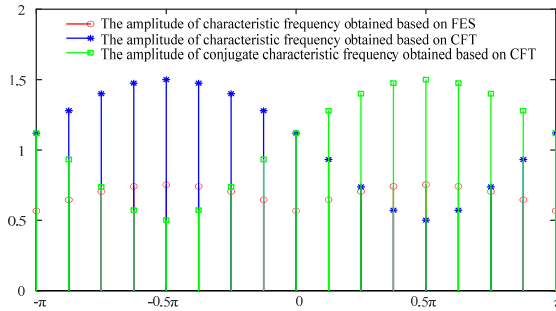 2
The amplitude of characteristic frequency obtained based on FES
The amplitude of characteristic frequency obtained based on CFT
The amplitude of conjugate characteristic frequency obtained based on CFT
1.5
1
0.5
0
-π -0.5π 0 0.5π π